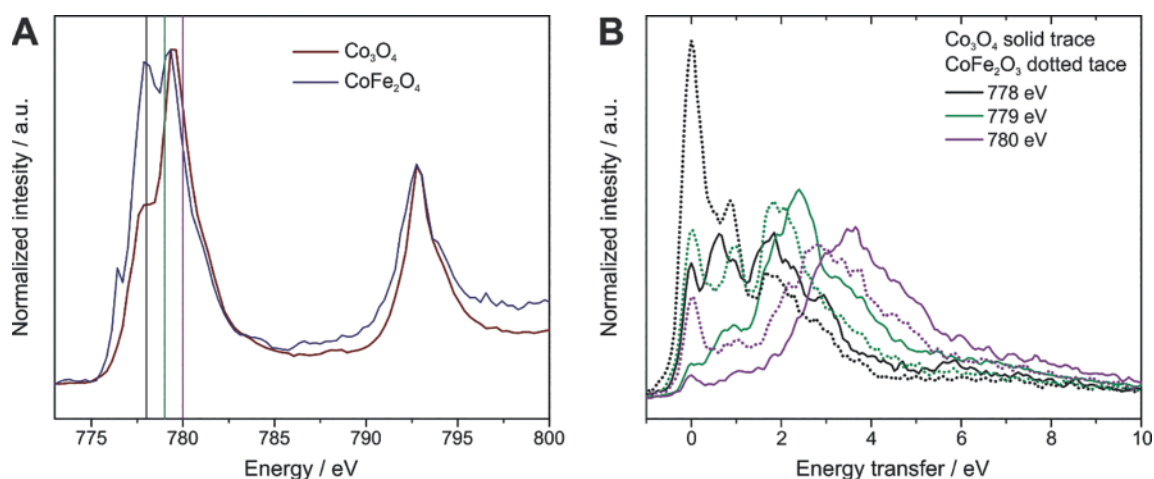 A
Normalized intesity / a.u.
Co₃O₄
CoFe₂O₄
775 780 785 790 795 800
Energy / eV
B
Normalized intesity / a.u.
Co₃O₄ solid trace
CoFe₂O₃ dotted tace
778 eV
779 eV
780 eV
0 2 4 6 8 10
Energy transfer / eV